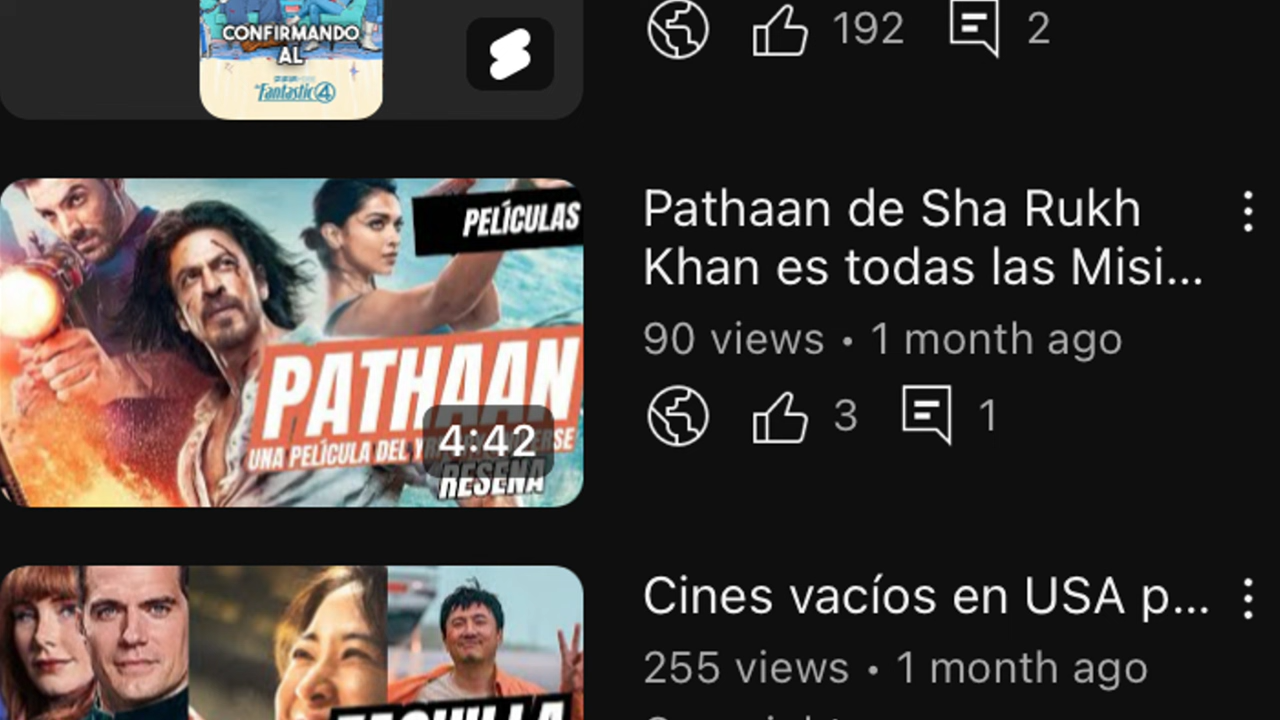 CONFIRMANDO
AL
Fantastic 4
192
2
PELÍCULAS
PATHAAN
UNA PELÍCULA DEL
4:42
RESEÑA
Pathaan de Sha Rukh
Khan es todas las Misi...
90 views • 1 month ago
3
1
Cines vacíos en USA p...
255 views • 1 month ago